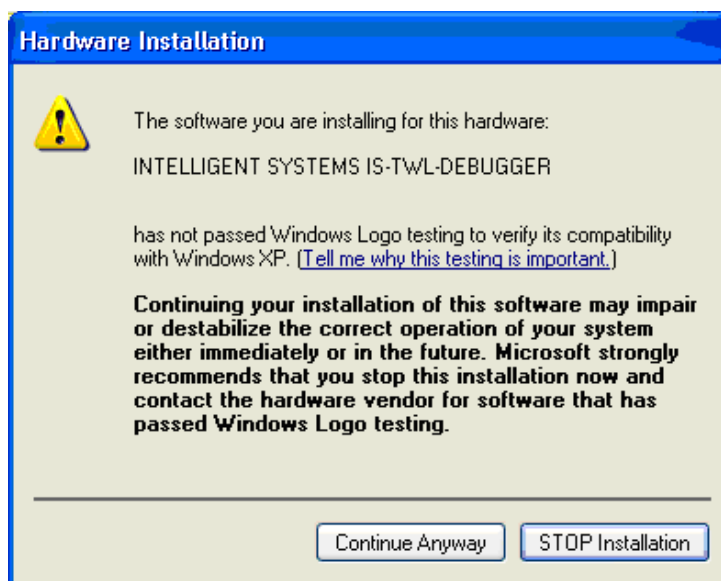 Hardware Installation
The software you are installing for this hardware:
INTELLIGENT SYSTEMS IS-TWL-DEBUGGER
has not passed Windows Logo testing to verify its compatibility
with Windows XP. (Tell me why this testing is important.)
Continuing your installation of this software may impair
or destabilize the correct operation of your system
either immediately or in the future. Microsoft strongly
recommends that you stop this installation now and
contact the hardware vendor for software that has
passed Windows Logo testing.
Continue Anyway STOP Installation